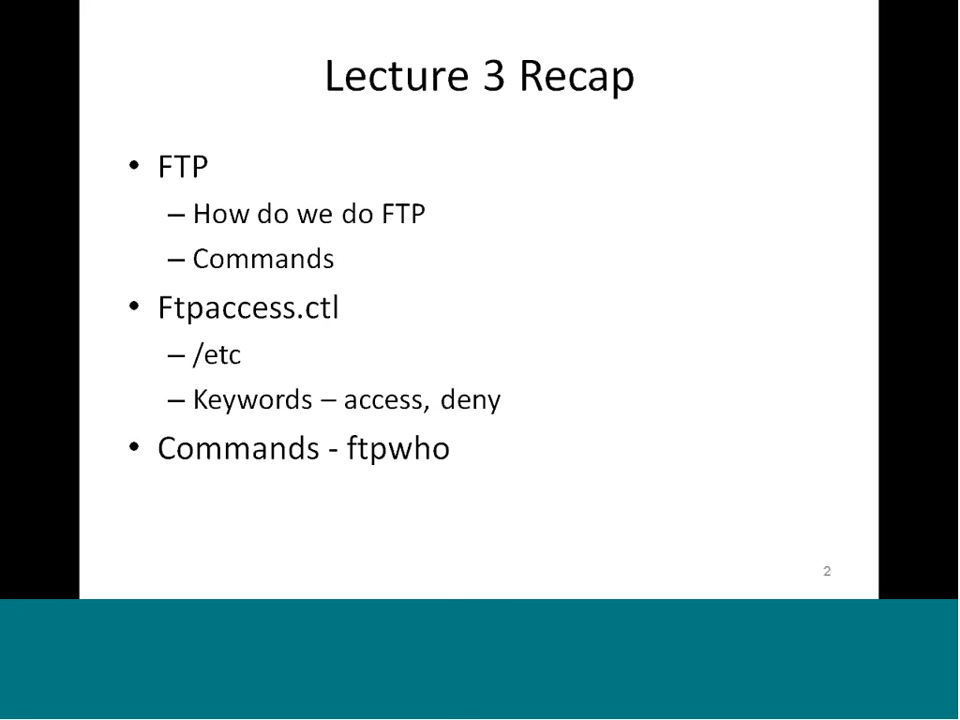 Lecture 3 Recap
• FTP
– How do we do FTP
– Commands
• Ftpaccess.ctl
– /etc
– Keywords – access, deny
• Commands - ftpwho
2